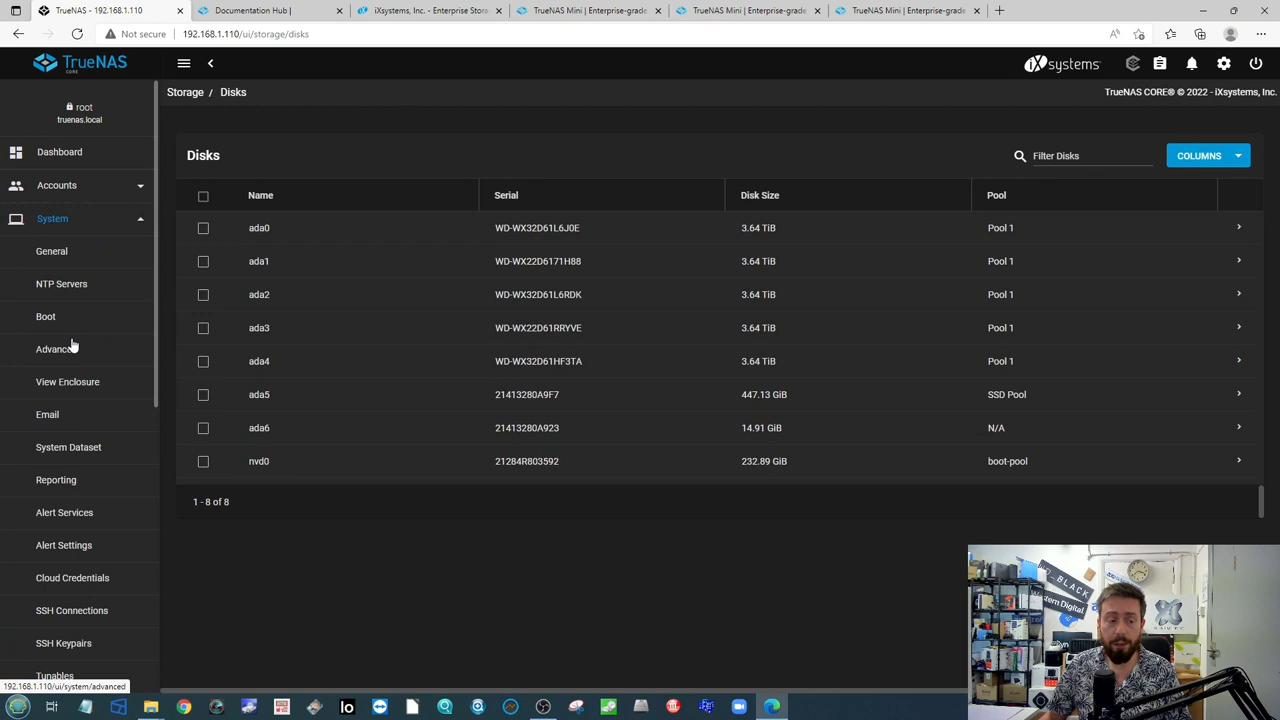 TrueNAS - 192.168.1.110
Documentation Hub |
iXsystems, Inc. - Enterprise Stora
TrueNAS Mini | Enterprise-grade
TrueNAS Mini | Enterprise-grade
TrueNAS Mini | Enterprise-grade
Not secure
192.168.1.110/ui/storage/disks
TrueNAS
CORE
iXsystems
root
truenas.local
Storage / Disks
TrueNAS CORE® © 2022 - iXsystems, Inc.
Dashboard
Accounts
System
General
NTP Servers
Boot
Advanced
View Enclosure
Email
System Dataset
Reporting
Alert Services
Alert Settings
Cloud Credentials
SSH Connections
SSH Keypairs
Tunables
192.168.1.110/ui/system/advanced
Disks
Filter Disks
COLUMNS
Name Serial Disk Size Pool
ada0 WD-WX32D61L6J0E 3.64 TiB Pool 1
ada1 WD-WX22D6171H88 3.64 TiB Pool 1
ada2 WD-WX32D61L6RDK 3.64 TiB Pool 1
ada3 WD-WX22D61RRYVE 3.64 TiB Pool 1
ada4 WD-WX32D61HF3TA 3.64 TiB Pool 1
ada5 21413280A9F7 447.13 GiB SSD Pool
ada6 21413280A923 14.91 GiB N/A
nvd0 21284R803592 232.89 GiB boot-pool
1 - 8 of 8
_BLACK
Western Digital
Io